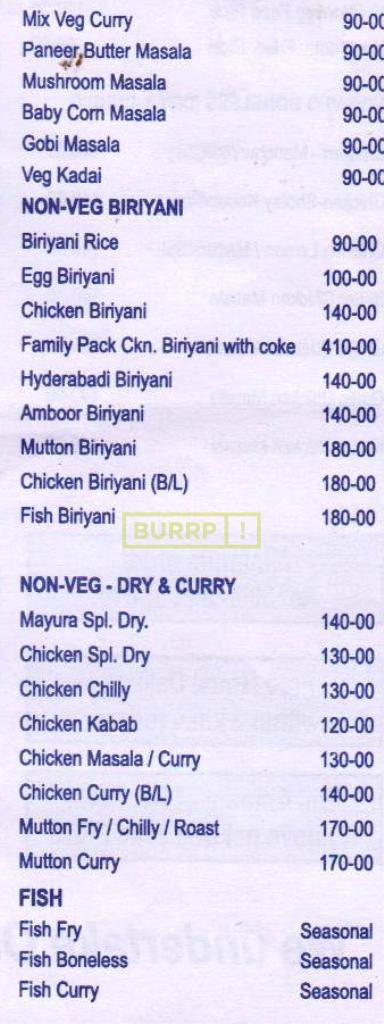 Mix Veg Curry 90-00
Paneer Butter Masala 90-00
Mushroom Masala 90-00
Baby Corn Masala 90-00
Gobi Masala 90-00
Veg Kadai 90-00
NON-VEG BIRIYANI
Biriyani Rice 90-00
Egg Biriyani 100-00
Chicken Biriyani 140-00
Family Pack Ckn. Biriyani with coke 410-00
Hyderabadi Biriyani 140-00
Amboor Biriyani 140-00
Mutton Biriyani 180-00
Chicken Biriyani (B/L) 180-00
Fish Biriyani 180-00
BURRP !
NON-VEG - DRY & CURRY
Mayura Spl. Dry. 140-00
Chicken Spl. Dry 130-00
Chicken Chilly 130-00
Chicken Kabab 120-00
Chicken Masala / Curry 130-00
Chicken Curry (B/L) 140-00
Mutton Fry / Chilly / Roast 170-00
Mutton Curry 170-00
FISH
Fish Fry Seasonal
Fish Boneless Seasonal
Fish Curry Seasonal